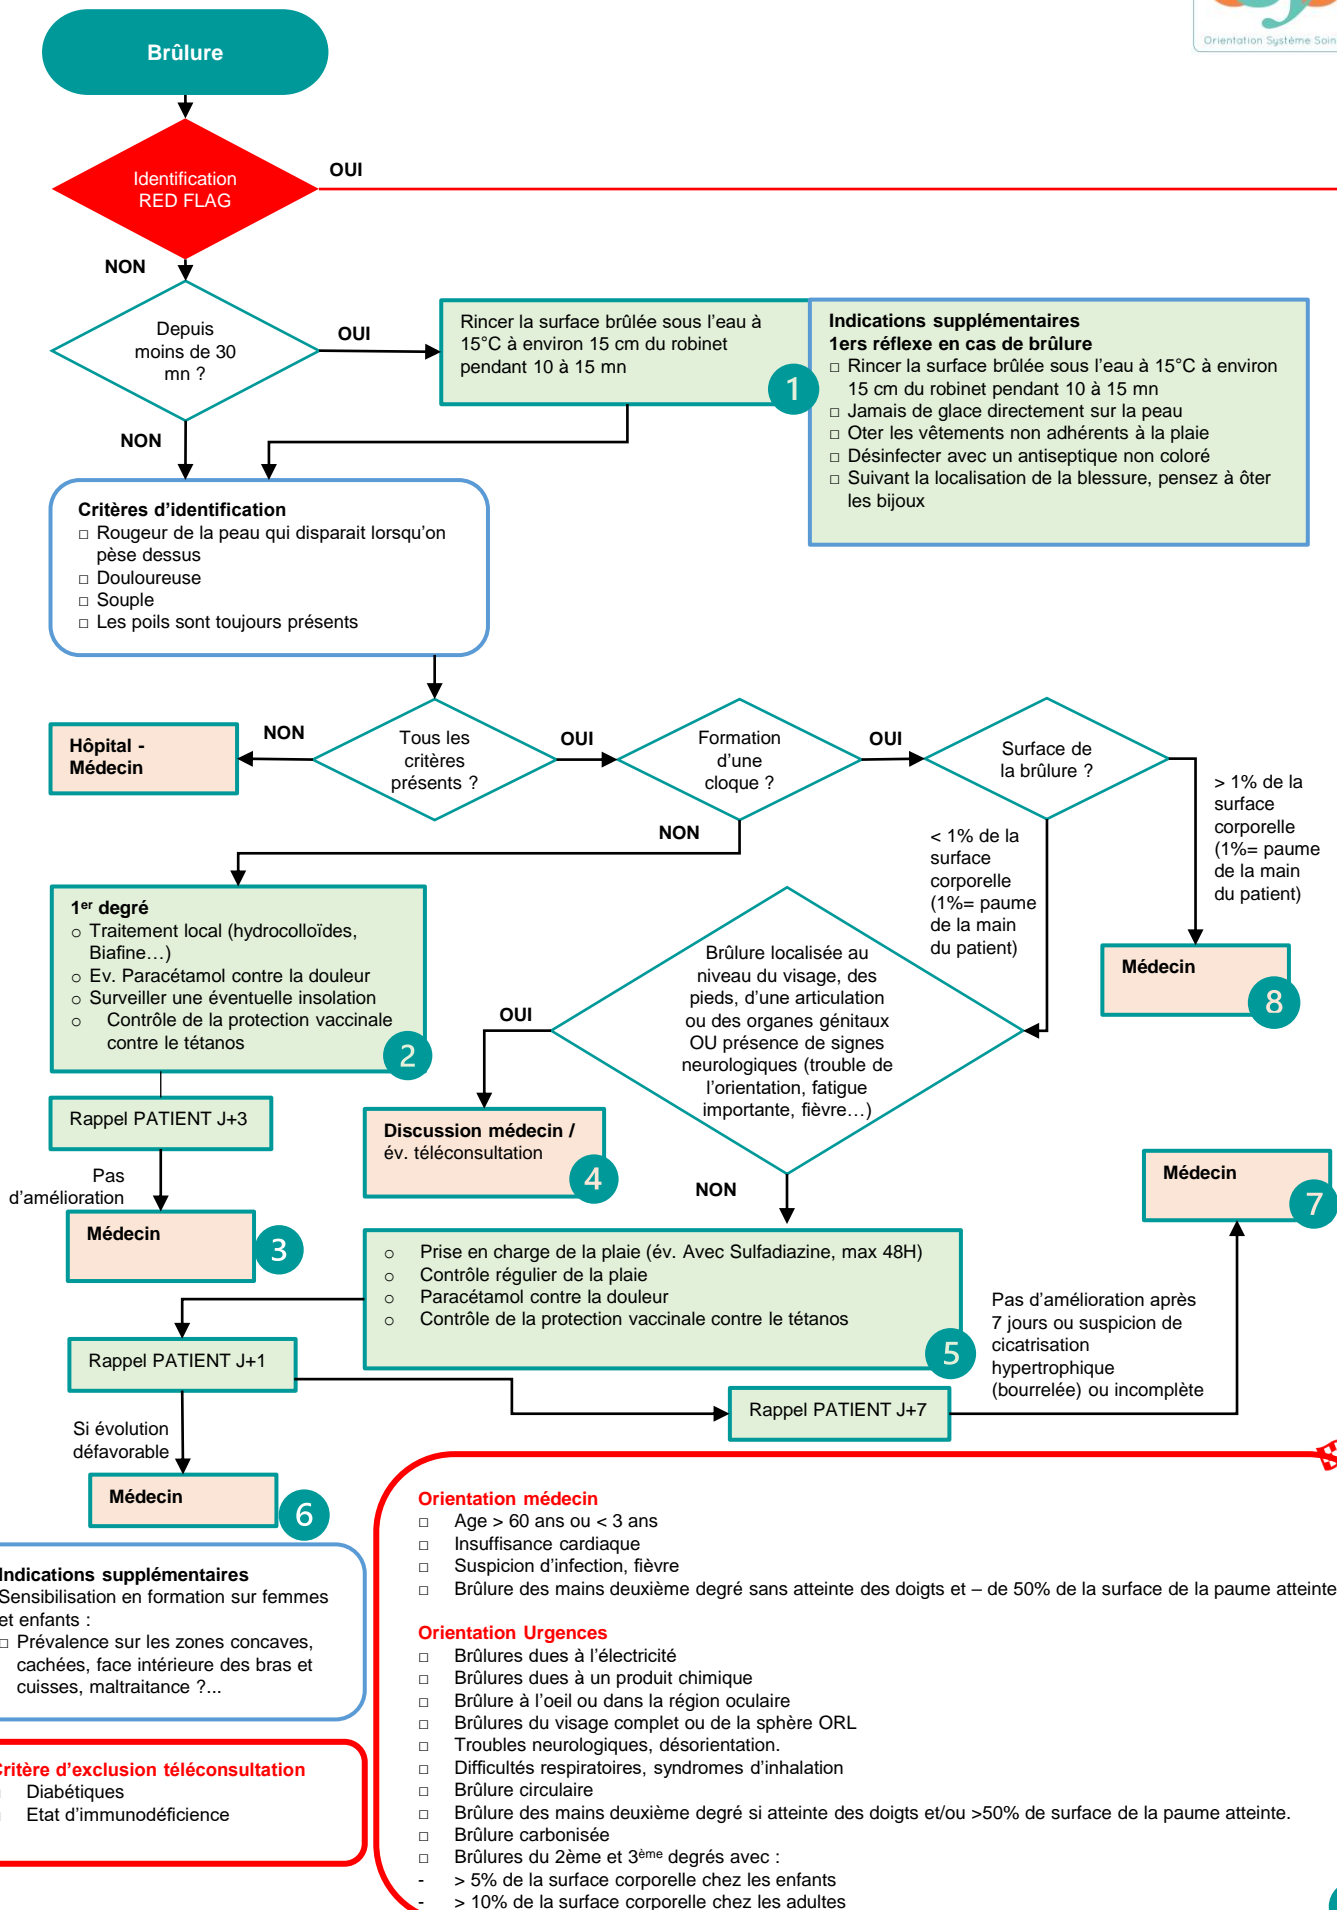 Orientation Système Soin
Brûlure
Identification
RED FLAG
OUI
NON
Depuis
moins de 30
mn ?
OUI
Rincer la surface brûlée sous l'eau à
15°C à environ 15 cm du robinet
pendant 10 à 15 mn
1
Indications supplémentaires
1ers réflexe en cas de brûlure
□ Rincer la surface brûlée sous l'eau à 15°C à environ
15 cm du robinet pendant 10 à 15 mn
□ Jamais de glace directement sur la peau
□ Oter les vêtements non adhérents à la plaie
□ Désinfecter avec un antiseptique non coloré
□ Suivant la localisation de la blessure, pensez à ôter
les bijoux
NON
Critères d'identification
□ Rougeur de la peau qui disparait lorsqu'on
pèse dessus
□ Douloureuse
□ Souple
□ Les poils sont toujours présents
Tous les
critères
présents ?
NON
Hôpital -
Médecin
OUI
Formation
d'une
cloque ?
OUI
Surface de
la brûlure ?
> 1% de la
surface
corporelle
(1%= paume
de la main
du patient)
Médecin
8
NON
< 1% de la
surface
corporelle
(1%= paume
de la main
du patient)
1er degré
o Traitement local (hydrocolloïdes,
Biafine…)
o Ev. Paracétamol contre la douleur
o Surveiller une éventuelle insolation
o Contrôle de la protection vaccinale
contre le tétanos
2
Rappel PATIENT J+3
Pas
d'amélioration
Médecin
3
Brûlure localisée au
niveau du visage, des
pieds, d'une articulation
ou des organes génitaux
OU présence de signes
neurologiques (trouble de
l'orientation, fatigue
importante, fièvre…)
OUI
Discussion médecin /
év. téléconsultation
4
NON
o Prise en charge de la plaie (év. Avec Sulfadiazine, max 48H)
o Contrôle régulier de la plaie
o Paracétamol contre la douleur
o Contrôle de la protection vaccinale contre le tétanos
5
Rappel PATIENT J+1
Si évolution
défavorable
Médecin
6
Rappel PATIENT J+7
Pas d'amélioration après
7 jours ou suspicion de
cicatrisation
hypertrophique
(bourrelée) ou incomplète
Médecin
7
Indications supplémentaires
Sensibilisation en formation sur femmes
et enfants :
□ Prévalence sur les zones concaves,
cachées, face intérieure des bras et
cuisses, maltraitance ?...
Critère d'exclusion téléconsultation
Diabétiques
Etat d'immunodéficience
Orientation médecin
□ Age > 60 ans ou < 3 ans
□ Insuffisance cardiaque
□ Suspicion d'infection, fièvre
□ Brûlure des mains deuxième degré sans atteinte des doigts et – de 50% de la surface de la paume atteinte
Orientation Urgences
□ Brûlures dues à l'électricité
□ Brûlures dues à un produit chimique
□ Brûlure à l'oeil ou dans la région oculaire
□ Brûlures du visage complet ou de la sphère ORL
□ Troubles neurologiques, désorientation.
□ Difficultés respiratoires, syndromes d'inhalation
□ Brûlure circulaire
□ Brûlure des mains deuxième degré si atteinte des doigts et/ou >50% de surface de la paume atteinte.
□ Brûlure carbonisée
□ Brûlures du 2ème et 3ème degrés avec :
- > 5% de la surface corporelle chez les enfants
- > 10% de la surface corporelle chez les adultes